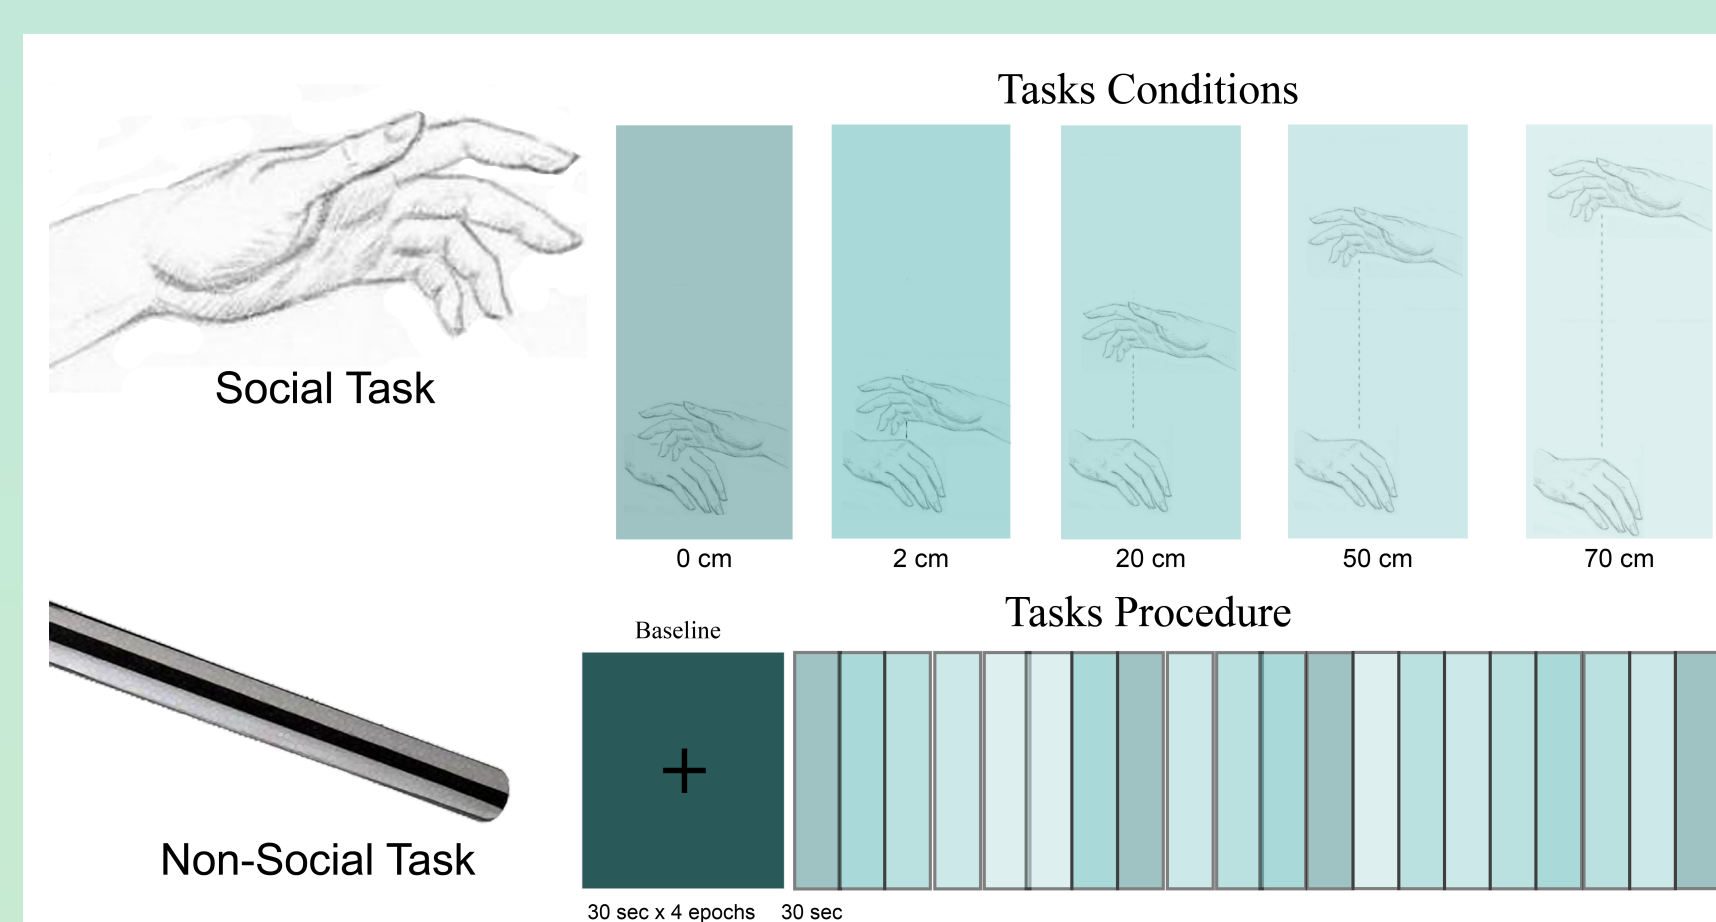 Tasks Conditions
Social Task
0 cm
2 cm
20 cm
50 cm
70 cm
Tasks Procedure
Baseline
+
Non-Social Task
30 sec x 4 epochs
30 sec